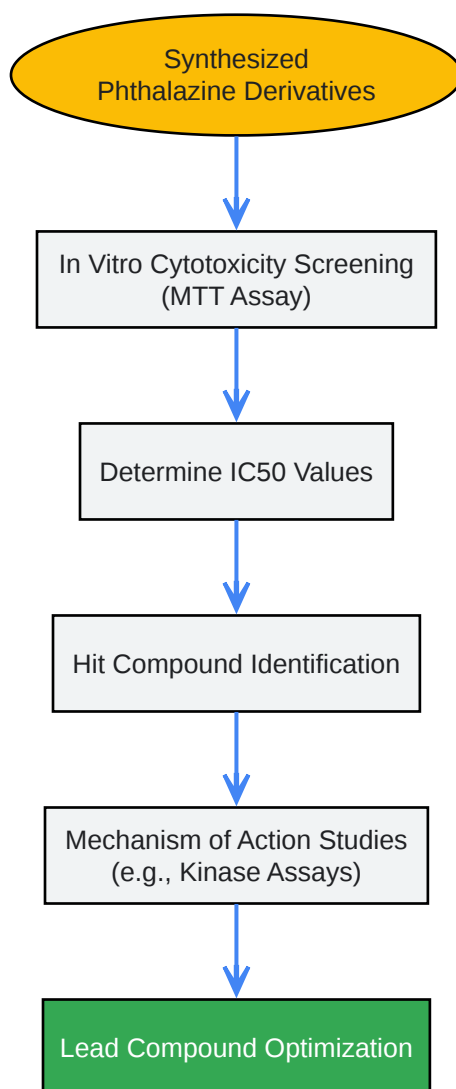 Synthesized
Phthalazine Derivatives
In Vitro Cytotoxicity Screening
(MTT Assay)
Determine IC50 Values
Hit Compound Identification
Mechanism of Action Studies
(e.g., Kinase Assays)
Lead Compound Optimization